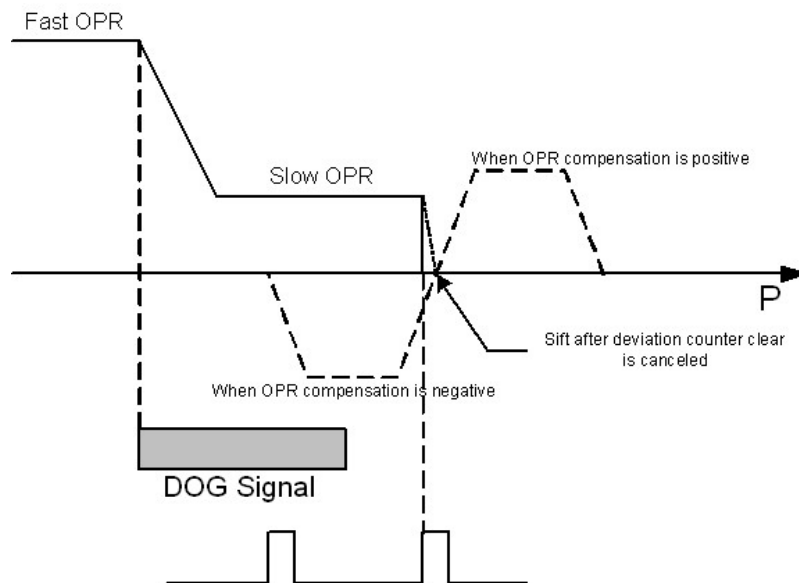 Fast OPR
When OPR compensation is positive
Slow OPR
P
Sift after deviation counter clear
is canceled
When OPR compensation is negative
DOG Signal